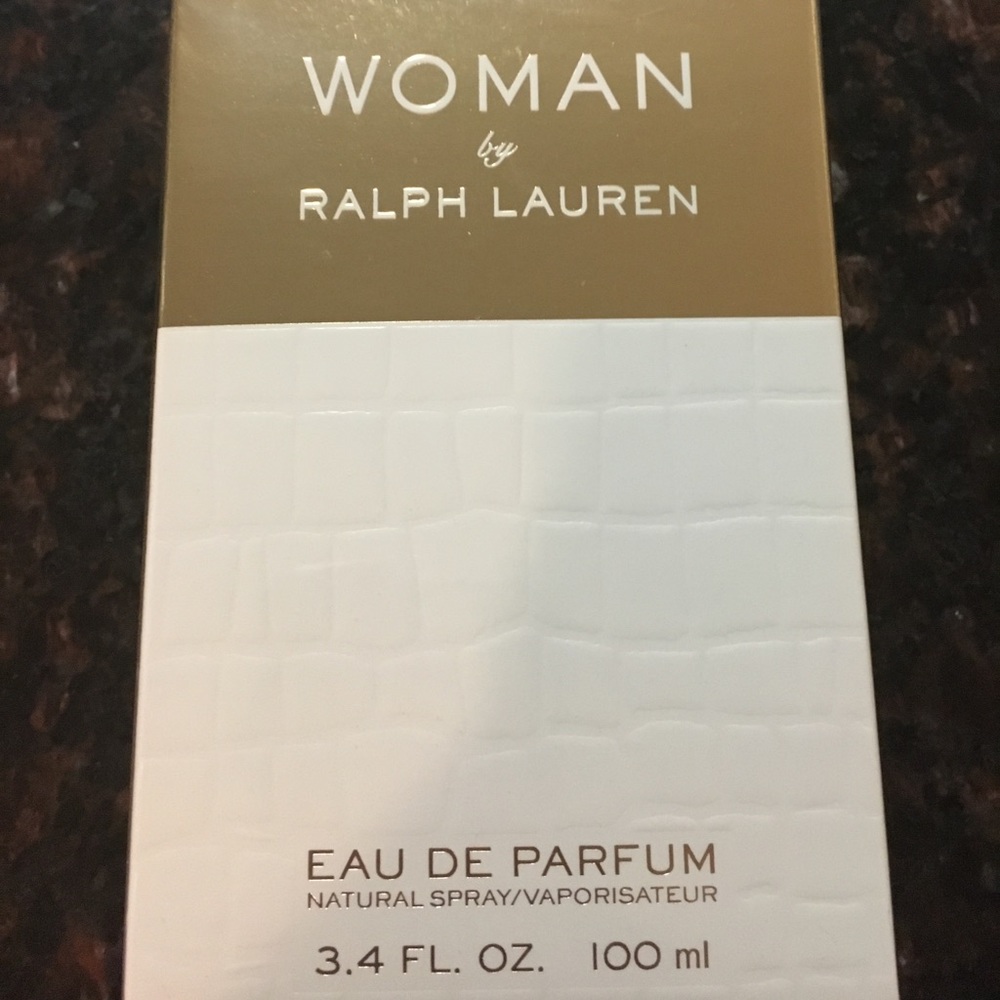 WOMAN
by
RALPH LAUREN
EAU DE PARFUM
NATURAL SPRAY/VAPORISATEUR
3.4 FL. OZ. 100 ml